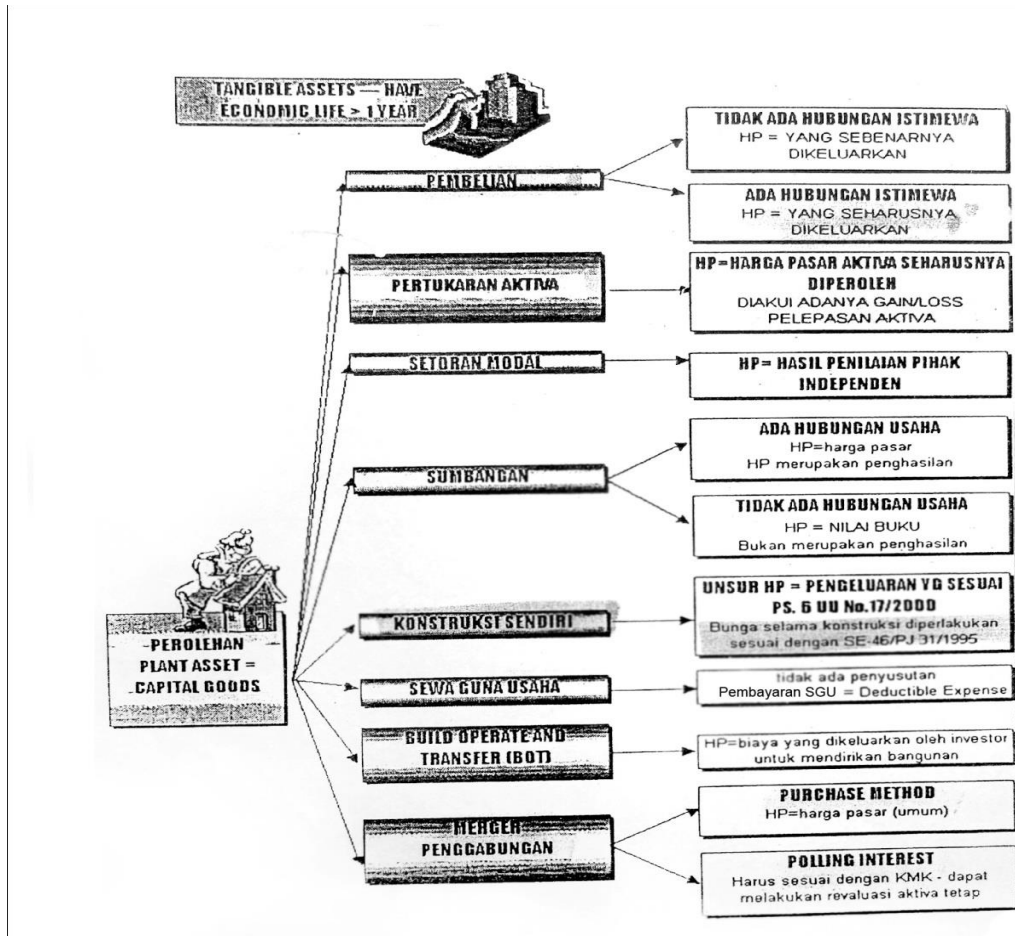 TANGIBLE ASSETS — HAVE
ECONOMIC LIFE > 1 YEAR
PEMBELIAN
TIDAK ADA HUBUNGAN ISTIMEWA
HP = YANG SEBENARNYA
DIKELUARKAN
ADA HUBUNGAN ISTIMEWA
HP = YANG SEHARUSNYA
DIKELUARKAN
PERTUKARAN AKTIVA
HP=HARGA PASAR AKTIVA SEHARUSNYA
DIPEROLEH
DIAKUI ADANYA GAIN/LOSS
PELEPASAN AKTIVA
SETORAN MODAL
HP= HASIL PENILAIAN PIHAK
INDEPENDEN
SUMBANGAN
ADA HUBUNGAN USAHA
HP=harga pasar
HP merupakan penghasilan
TIDAK ADA HUBUNGAN USAHA
HP = NILAI BUKU
Bukan merupakan penghasilan
PEROLEHAN
PLANT ASSET =
CAPITAL GOODS
KONSTRUKSI SENDIRI
UNSUR HP = PENGELUARAN YG SESUAI
PS. 6 UU No.17/2000
Bunga selama konstruksi diperlakukan
sesuai dengan SE-46/PJ 31/1995
SEWA GUNA USAHA
tidak ada penyusutan
Pembayaran SGU = Deductible Expense
BUILD OPERATE AND
TRANSFER (BOT)
HP=biaya yang dikeluarkan oleh investor
untuk mendirikan bangunan
MERGER
PENGGABUNGAN
PURCHASE METHOD
HP=harga pasar (umum)
POLLING INTEREST
Harus sesuai dengan KMK - dapat
melakukan revaluasi aktiva tetap